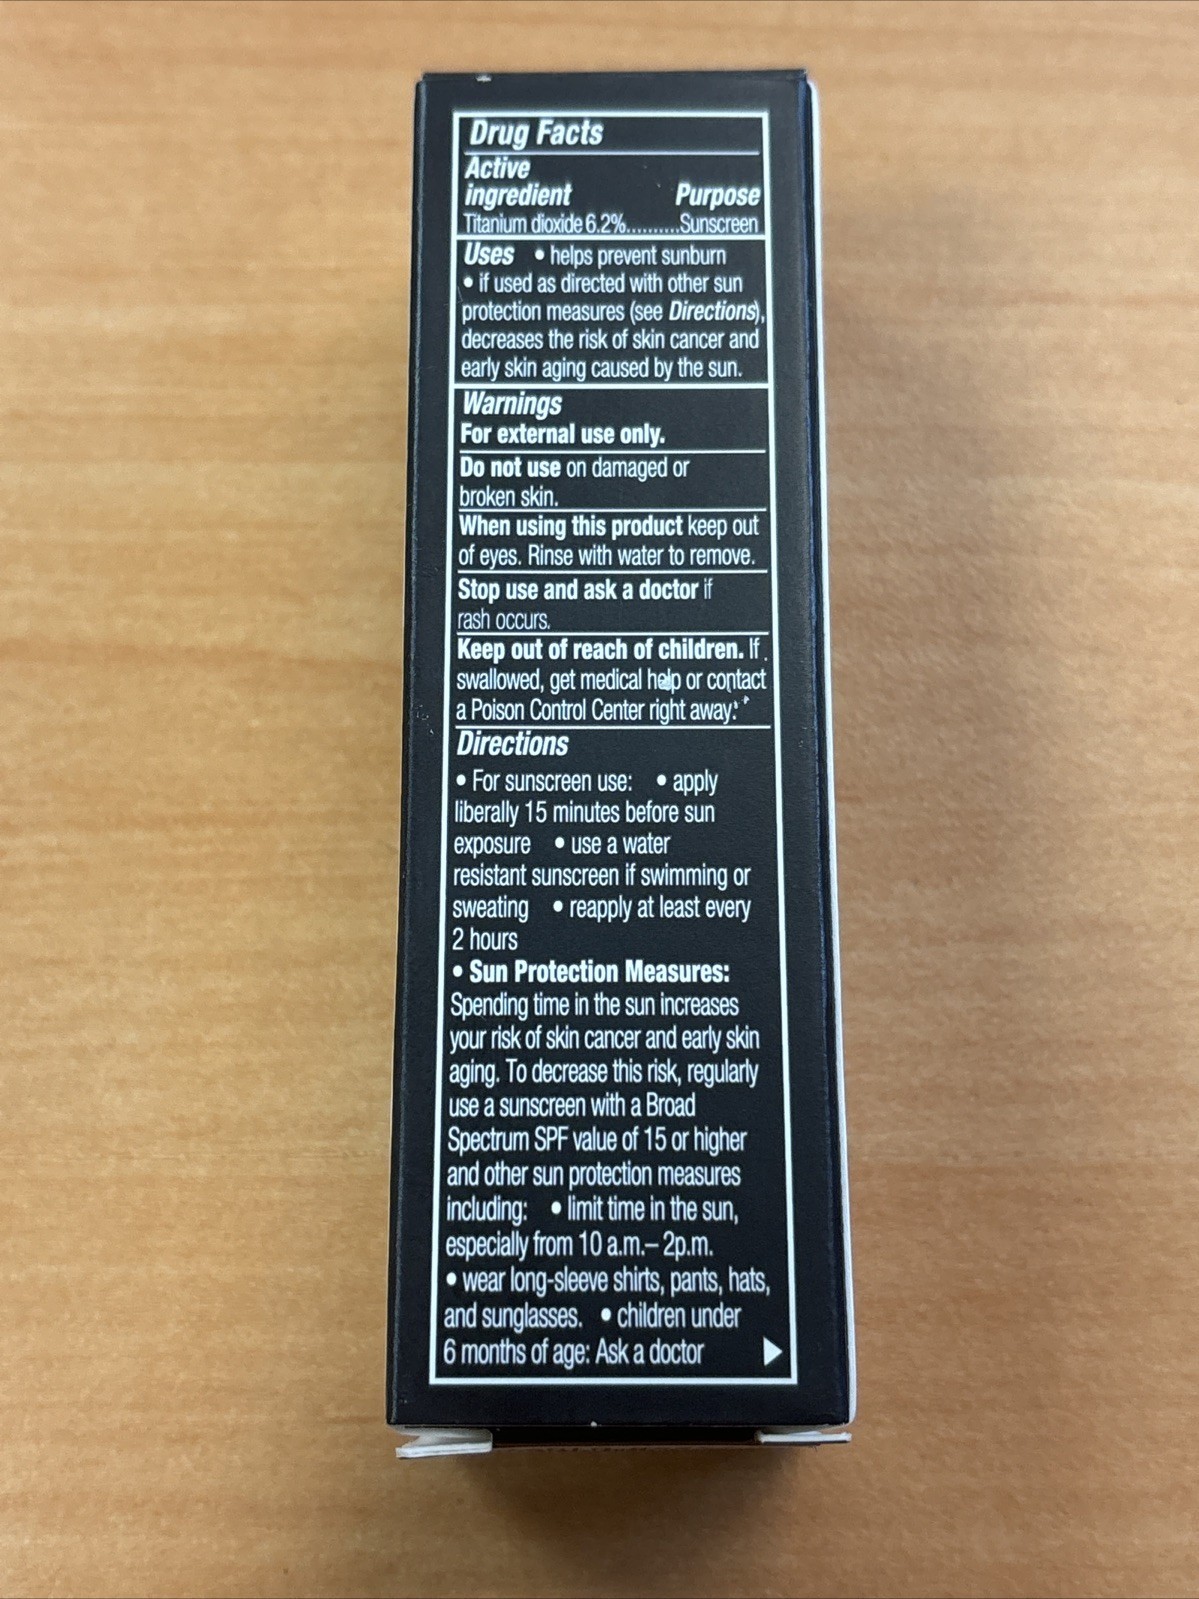 Drug Facts
Active
ingredient Purpose
Titanium dioxide 6.2%..........Sunscreen
Uses • helps prevent sunburn
• if used as directed with other sun
protection measures (see Directions),
decreases the risk of skin cancer and
early skin aging caused by the sun.
Warnings
For external use only.
Do not use on damaged or
broken skin.
When using this product keep out
of eyes. Rinse with water to remove.
Stop use and ask a doctor if
rash occurs.
Keep out of reach of children. If
swallowed, get medical help or contact
a Poison Control Center right away.
Directions
• For sunscreen use: • apply
liberally 15 minutes before sun
exposure • use a water
resistant sunscreen if swimming or
sweating • reapply at least every
2 hours
• Sun Protection Measures:
Spending time in the sun increases
your risk of skin cancer and early skin
aging. To decrease this risk, regularly
use a sunscreen with a Broad
Spectrum SPF value of 15 or higher
and other sun protection measures
including: • limit time in the sun,
especially from 10 a.m.– 2p.m.
• wear long-sleeve shirts, pants, hats,
and sunglasses. • children under
6 months of age: Ask a doctor